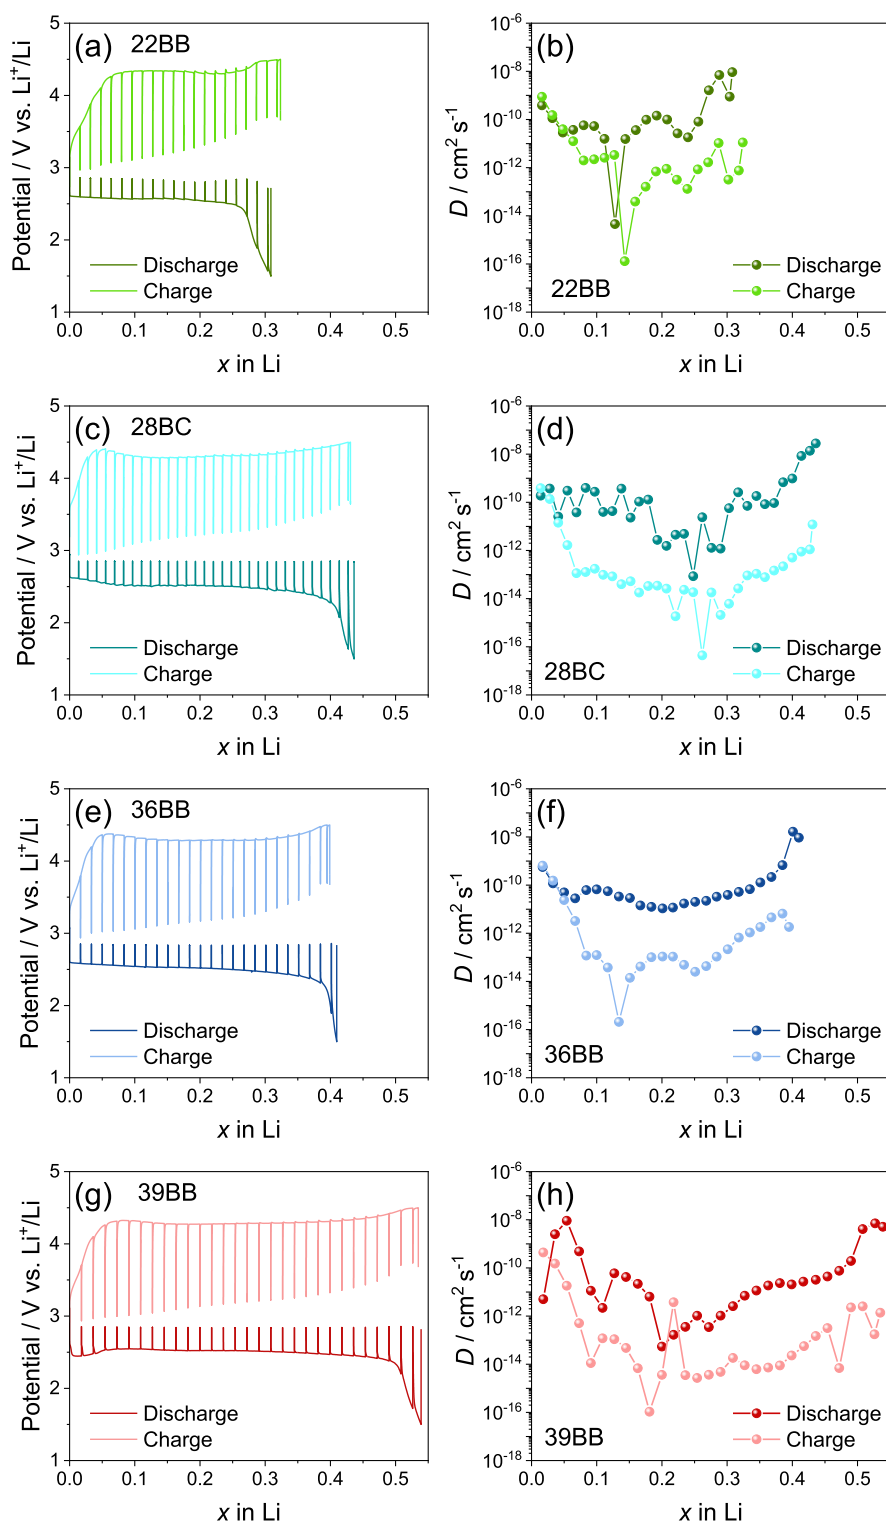 (a) 22BB
5
4
3
2
1
Potential / V vs. Li⁺/Li
Discharge
Charge
0.0 0.1 0.2 0.3 0.4 0.5
x in Li
(b)
10⁻⁶
10⁻⁸
10⁻¹⁰
10⁻¹²
10⁻¹⁴
10⁻¹⁶
10⁻¹⁸
D / cm² s⁻¹
Discharge
Charge
22BB
0.0 0.1 0.2 0.3 0.4 0.5
x in Li
(c) 28BC
5
4
3
2
1
Potential / V vs. Li⁺/Li
Discharge
Charge
0.0 0.1 0.2 0.3 0.4 0.5
x in Li
(d)
10⁻⁶
10⁻⁸
10⁻¹⁰
10⁻¹²
10⁻¹⁴
10⁻¹⁶
10⁻¹⁸
D / cm² s⁻¹
Discharge
Charge
28BC
0.0 0.1 0.2 0.3 0.4 0.5
x in Li
(e) 36BB
5
4
3
2
1
Potential / V vs. Li⁺/Li
Discharge
Charge
0.0 0.1 0.2 0.3 0.4 0.5
x in Li
(f)
10⁻⁶
10⁻⁸
10⁻¹⁰
10⁻¹²
10⁻¹⁴
10⁻¹⁶
10⁻¹⁸
D / cm² s⁻¹
Discharge
Charge
36BB
0.0 0.1 0.2 0.3 0.4 0.5
x in Li
(g) 39BB
5
4
3
2
1
Potential / V vs. Li⁺/Li
Discharge
Charge
0.0 0.1 0.2 0.3 0.4 0.5
x in Li
(h)
10⁻⁶
10⁻⁸
10⁻¹⁰
10⁻¹²
10⁻¹⁴
10⁻¹⁶
10⁻¹⁸
D / cm² s⁻¹
Discharge
Charge
39BB
0.0 0.1 0.2 0.3 0.4 0.5
x in Li